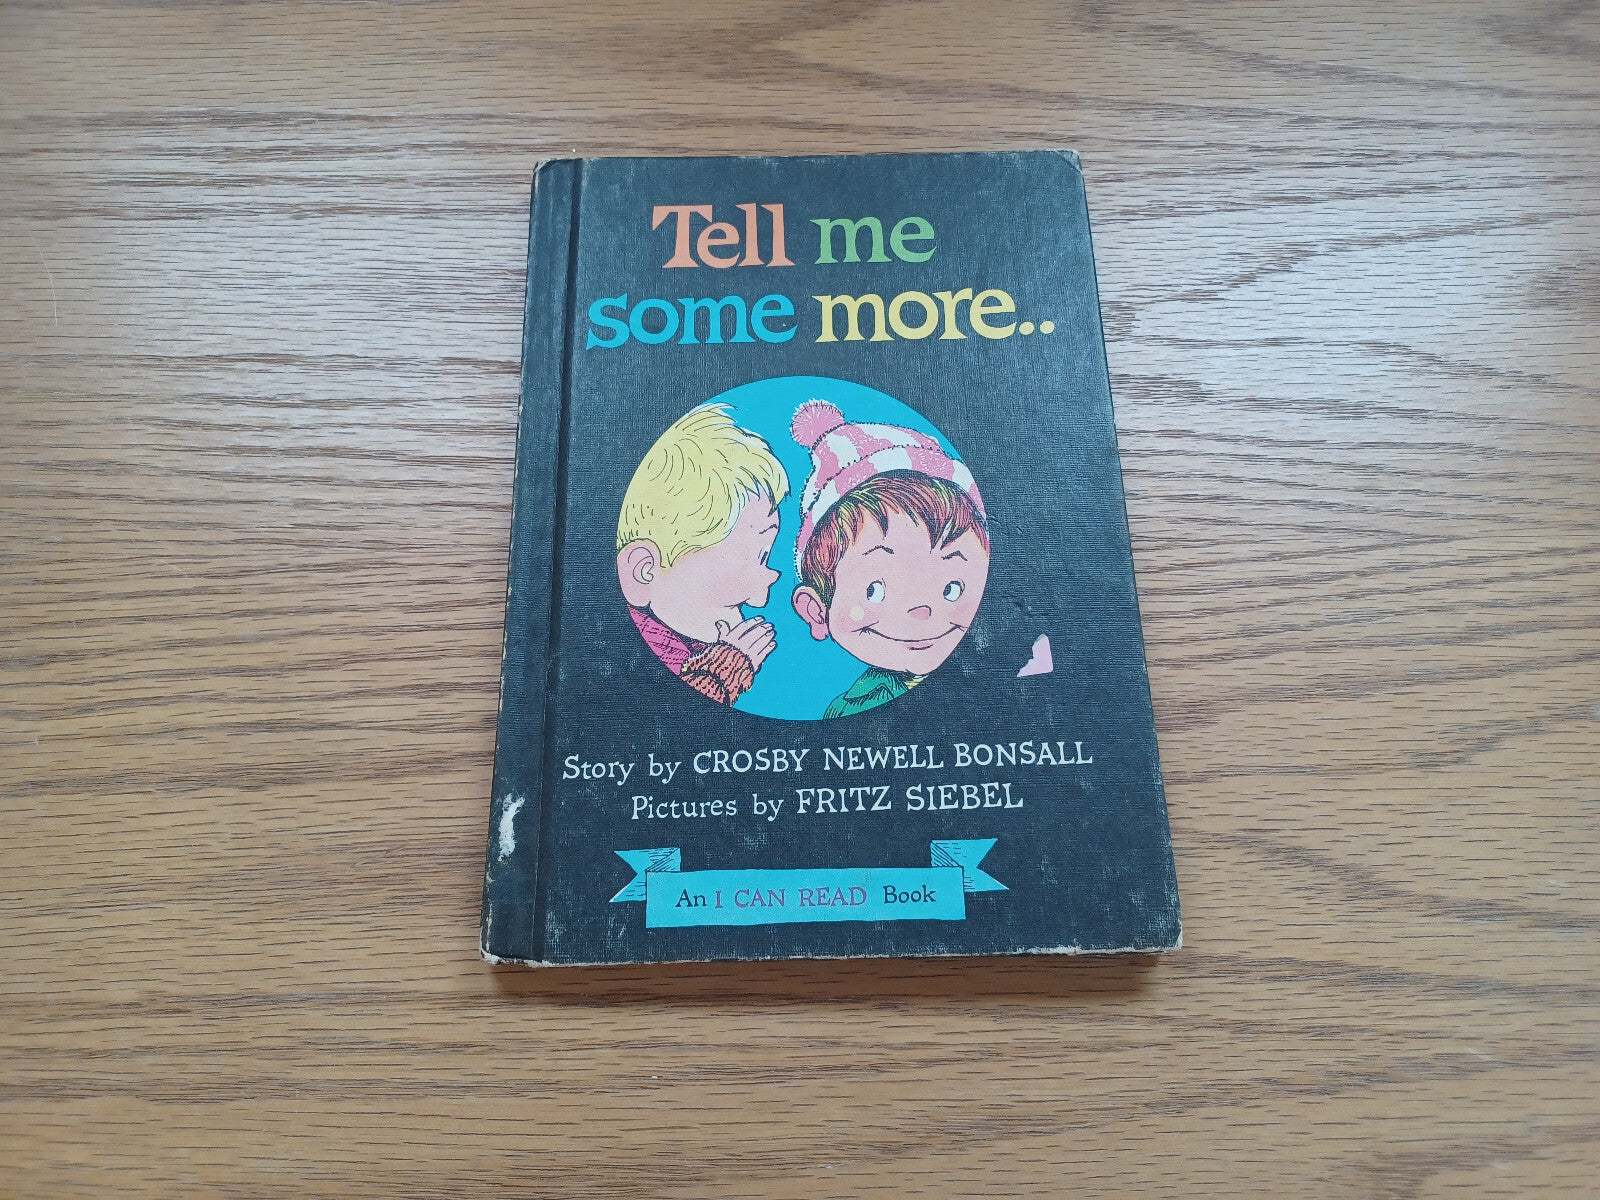 Tell me
some more..
Story by CROSBY NEWELL BONSALL
Pictures by FRITZ SIEBEL
An I CAN READ Book